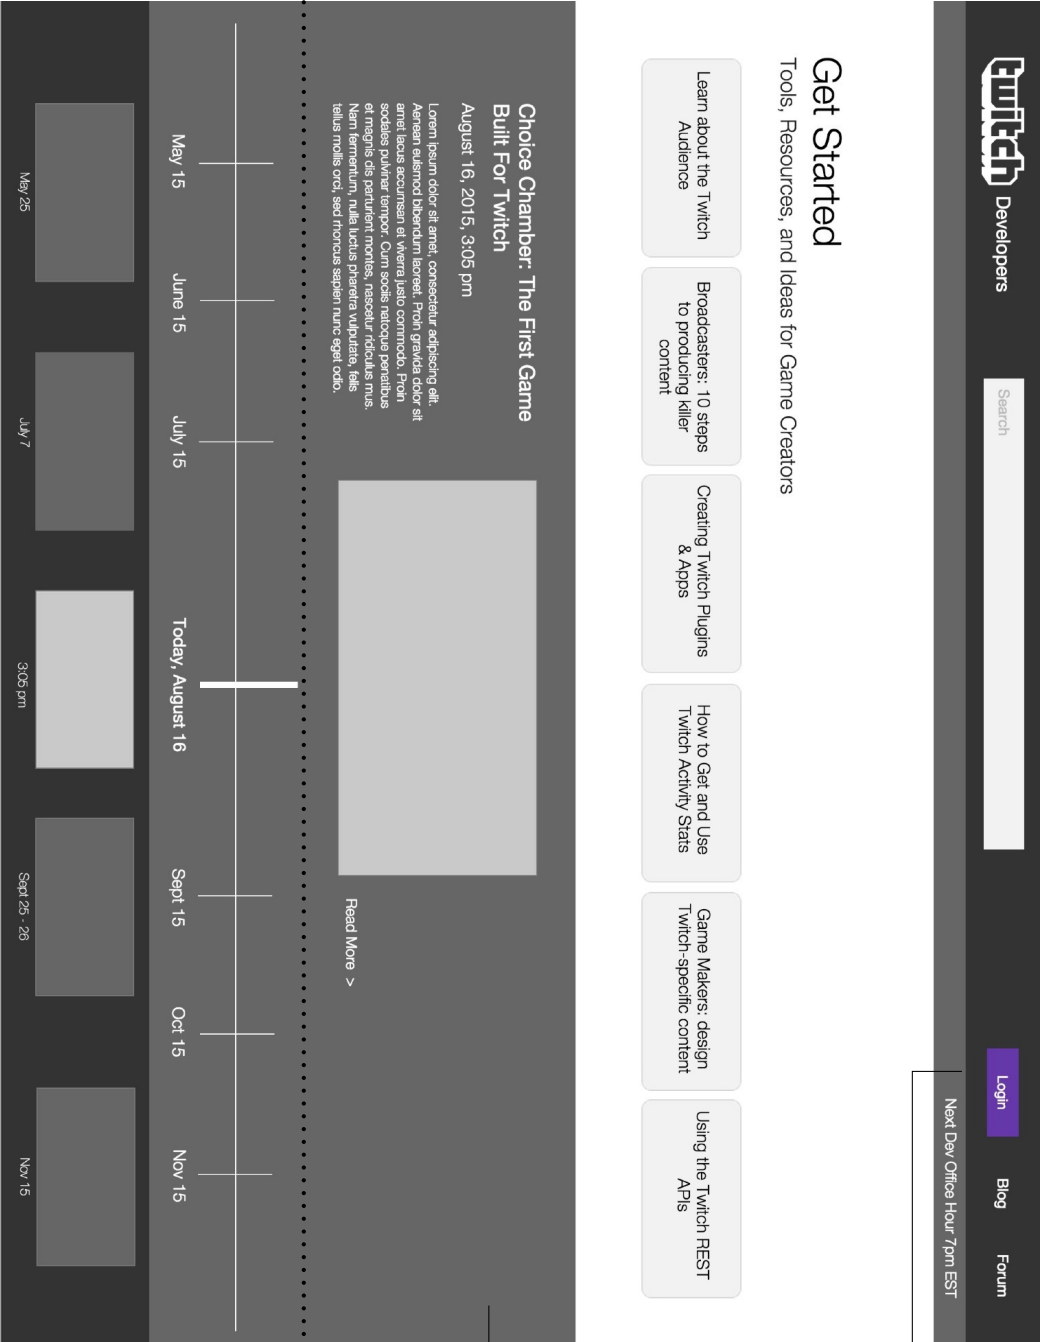 twitch Developers
Search
Login
Blog
Forum
Next Dev Office Hour 7pm EST
Get Started
Tools, Resources, and Ideas for Game Creators
Learn about the Twitch
Audience
Broadcasters: 10 steps
to producing killer
content
Creating Twitch Plugins
& Apps
How to Get and Use
Twitch Activity Stats
Game Makers: design
Twitch-specific content
Using the Twitch REST
APIs
Choice Chamber: The First Game
Built For Twitch
August 16, 2015, 3:05 pm
Lorem ipsum dolor sit amet, consectetur adipiscing elit.
Aenean euismod bibendum laoreet. Proin gravida dolor sit
amet lacus accumsan et viverra justo commodo. Proin
sodales pulvinar tempor. Cum sociis natoque penatibus
et magnis dis parturient montes, nascetur ridiculus mus.
Nam fermentum, nulla luctus pharetra vulputate, felis
tellus mollis orci, sed rhoncus sapien nunc eget odio.
Read More >
May 15
June 15
July 15
Today, August 16
Sept 15
Oct 15
Nov 15
May 25
July 7
3:05 pm
Sept 25 - 26
Nov 15